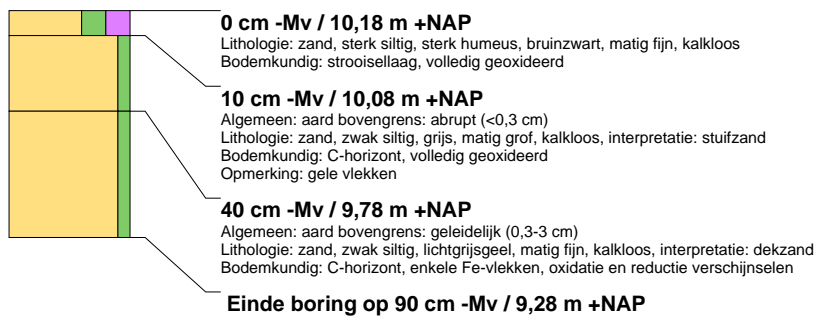 0 cm -Mv / 10,18 m +NAP
Lithologie: zand, sterk siltig, sterk humeus, bruinzwart, matig fijn, kalkloos
Bodemkundig: strooisellaag, volledig geoxideerd
10 cm -Mv / 10,08 m +NAP
Algemeen: aard bovengrens: abrupt (<0,3 cm)
Lithologie: zand, zwak siltig, grijs, matig grof, kalkloos, interpretatie: stuifzand
Bodemkundig: C-horizont, volledig geoxideerd
Opmerking: gele vlekken
40 cm -Mv / 9,78 m +NAP
Algemeen: aard bovengrens: geleidelijk (0,3-3 cm)
Lithologie: zand, zwak siltig, lichtgrijsgeel, matig fijn, kalkloos, interpretatie: dekzand
Bodemkundig: C-horizont, enkele Fe-vlekken, oxidatie en reductie verschijnselen
Einde boring op 90 cm -Mv / 9,28 m +NAP